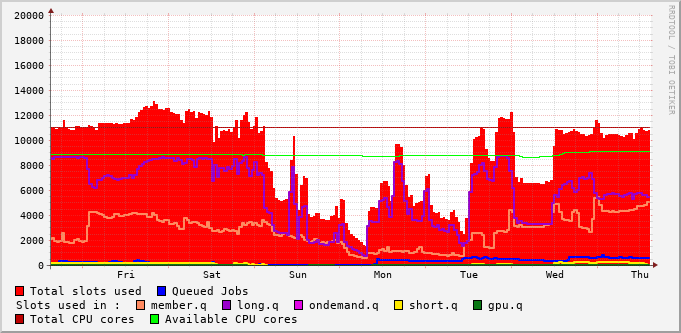 20000
18000
16000
14000
12000
10000
8000
6000
4000
2000
0
Fri Sat Sun Mon Tue Wed Thu
RRDTOOL / TOBI OETIKER
Total slots used Queued Jobs
Slots used in : member.q long.q ondemand.q short.q gpu.q
Total CPU cores Available CPU cores